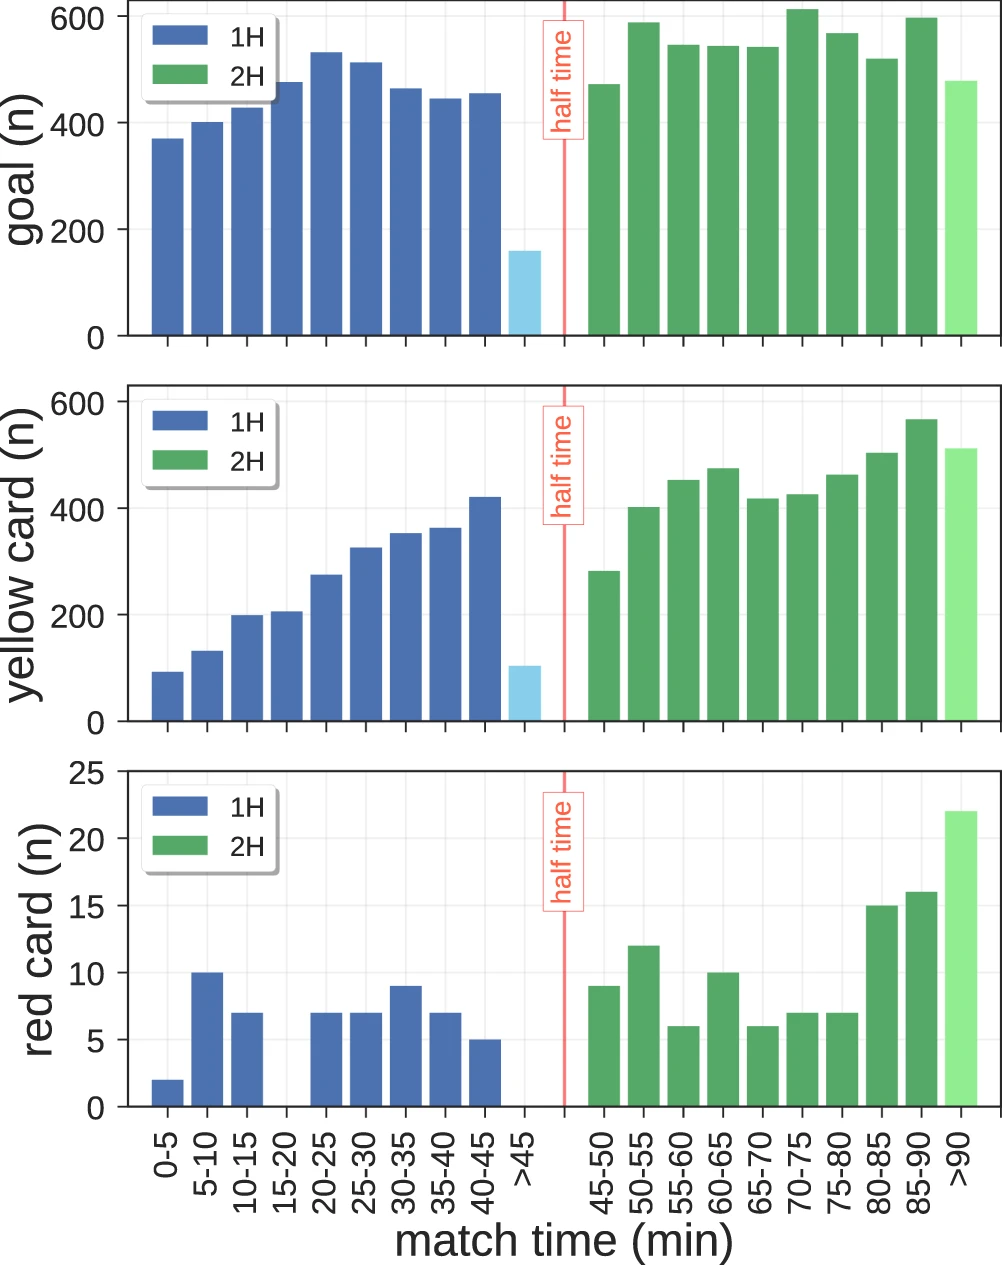 goal (n)
600
400
200
0
1H
2H
half time
yellow card (n)
600
400
200
0
1H
2H
half time
red card (n)
25
20
15
10
5
0
1H
2H
half time
0-5
5-10
10-15
15-20
20-25
25-30
30-35
35-40
40-45
>45
45-50
50-55
55-60
60-65
65-70
70-75
75-80
80-85
85-90
>90
match time (min)